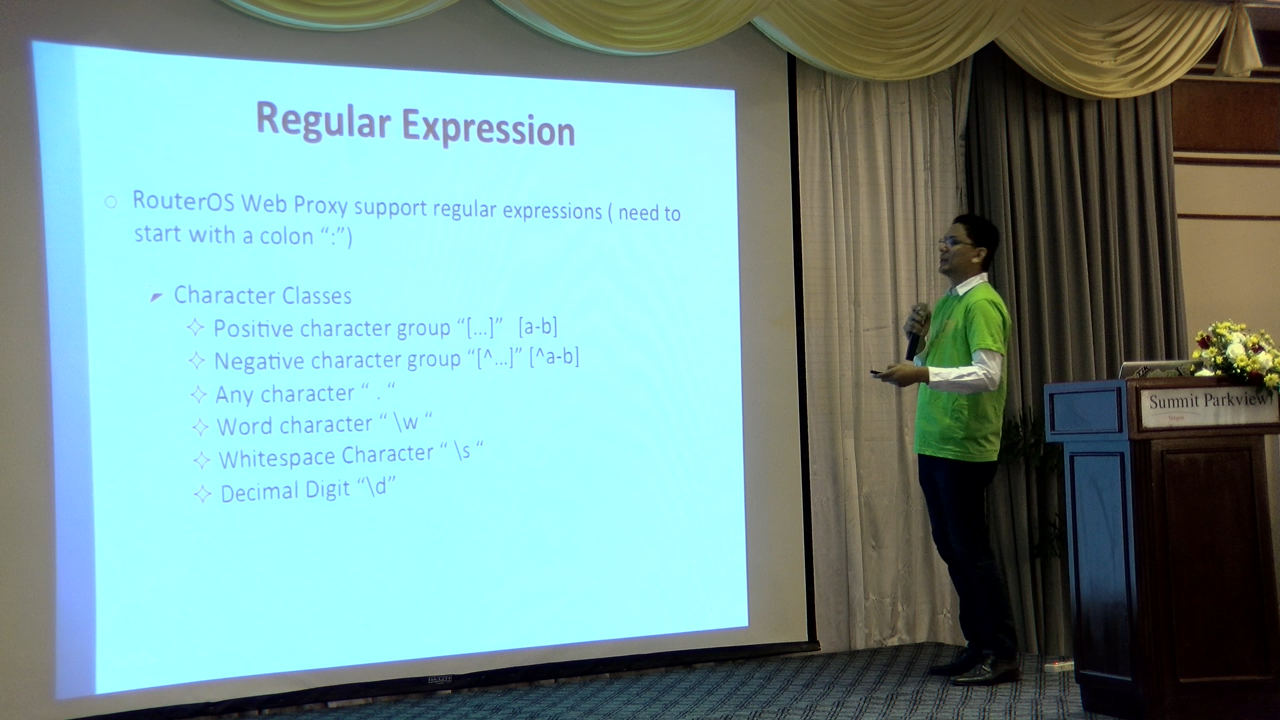 Regular Expression
RouterOS Web Proxy support regular expressions ( need to
start with a colon “:”)
Character Classes
Positive character group “[…]” [a-b]
Negative character group “[^…]” [^a-b]
Any character “ . “
Word character “ \w “
Whitespace Character “ \s “
Decimal Digit “\d”
Summit Parkview